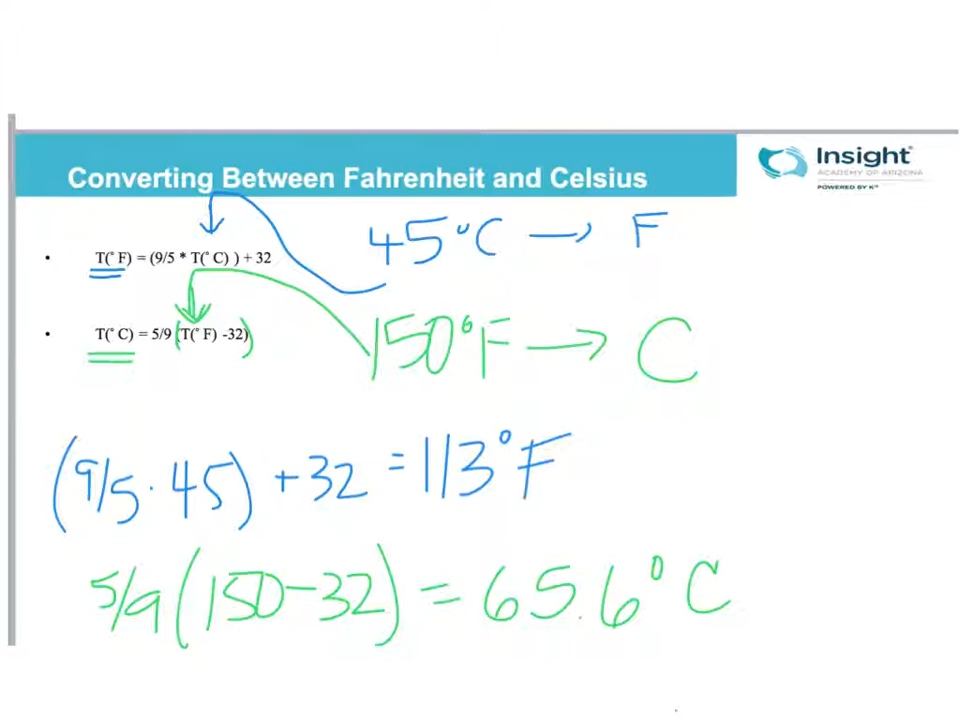 Converting Between Fahrenheit and Celsius
Insight
ACADEMY OF ARIZONA
POWERED BY K¹²
45°C → F
• T(° F) = (9/5 * T(° C) ) + 32
150°F → C
• T(° C) = 5/9 (T(° F) -32)
(9/5 · 45) + 32 = 113°F
5/9 (150-32) = 65.6°C